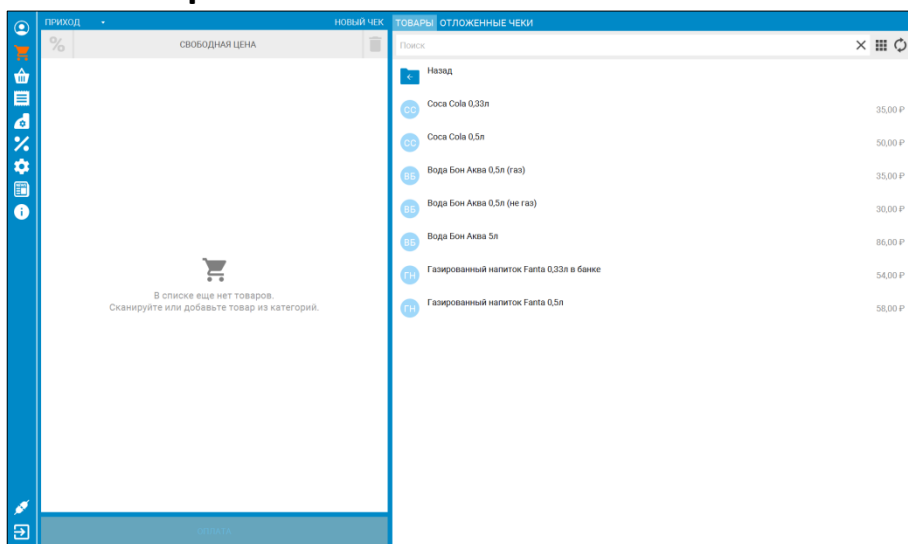 ПРИХОД НОВЫЙ ЧЕК
ТОВАРЫ ОТЛОЖЕННЫЕ ЧЕКИ
% СВОБОДНАЯ ЦЕНА
Поиск
Назад
CC Coca Cola 0,33л 35,00 ₽
CC Coca Cola 0,5л 50,00 ₽
ВБ Вода Бон Аква 0,5л (газ) 35,00 ₽
ВБ Вода Бон Аква 0,5л (не газ) 30,00 ₽
ВБ Вода Бон Аква 5л 86,00 ₽
ГН Газированный напиток Fanta 0,33л в банке 54,00 ₽
ГН Газированный напиток Fanta 0,5л 58,00 ₽
В списке еще нет товаров.
Сканируйте или добавьте товар из категорий.
ОПЛАТА